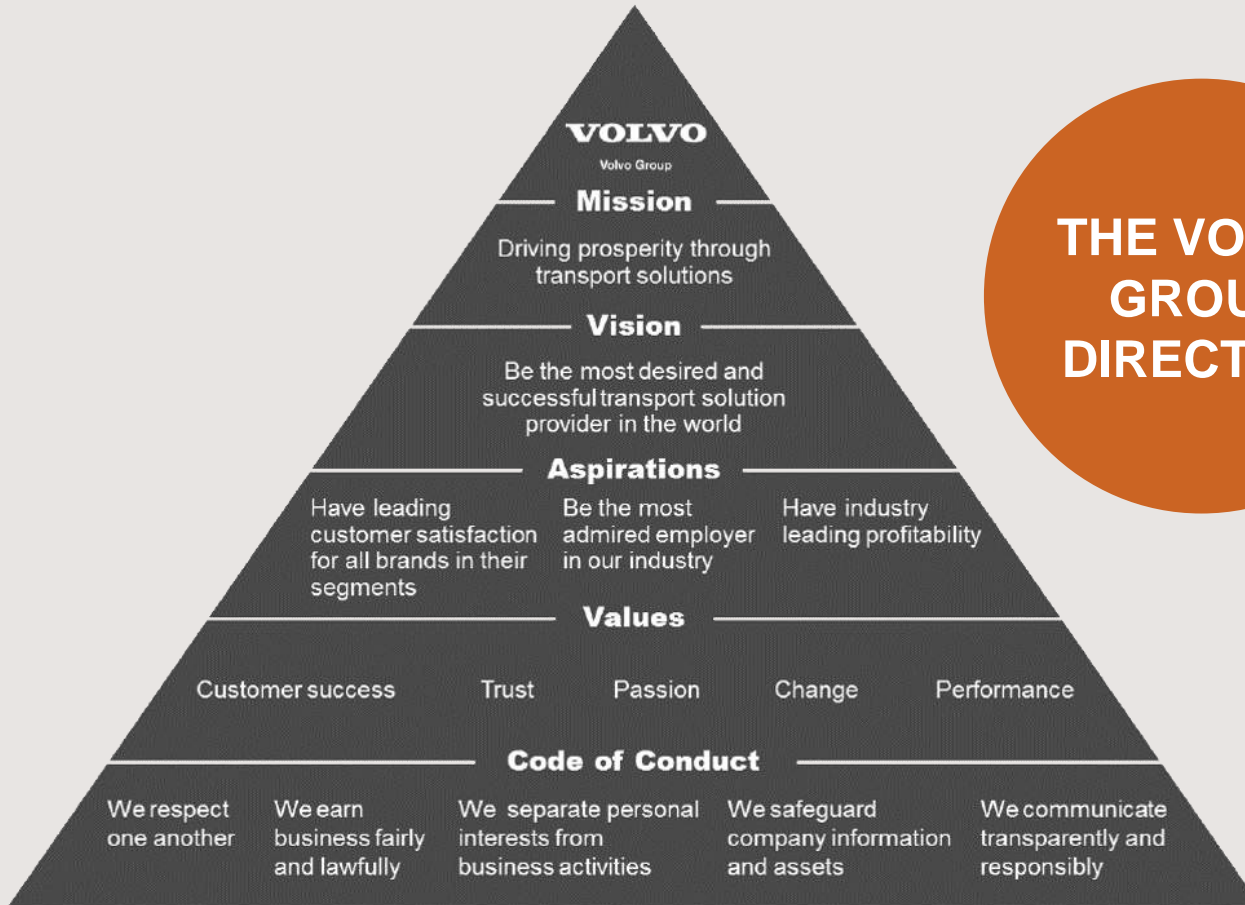 VOLVO
Volvo Group
Mission
Driving prosperity through
transport solutions
Vision
Be the most desired and
successful transport solution
provider in the world
Aspirations
Have leading
customer satisfaction
for all brands in their
segments
Be the most
admired employer
in our industry
Have industry
leading profitability
Values
Customer success
Trust
Passion
Change
Performance
Code of Conduct
We respect
one another
We earn
business fairly
and lawfully
We separate personal
interests from
business activities
We safeguard
company information
and assets
We communicate
transparently and
responsibly
THE VO
GROU
DIRECT